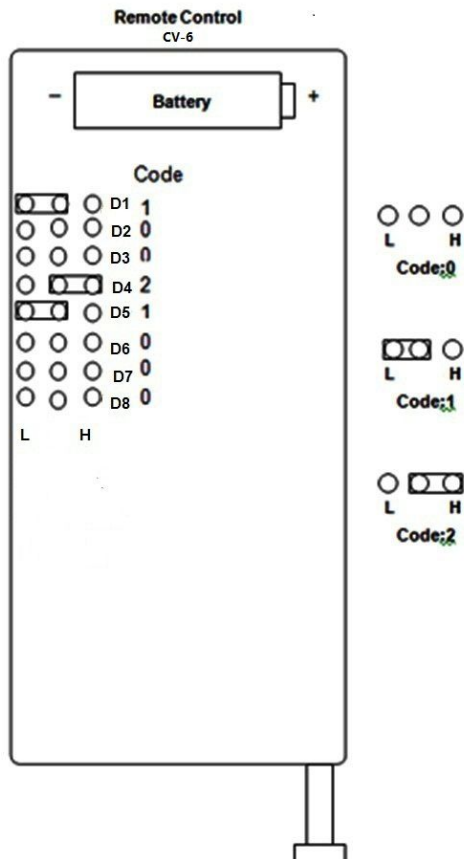 Remote Control
CV-6
− Battery +
Code
D1 1
D2 0
D3 0
D4 2
D5 1
D6 0
D7 0
D8 0
L H
L H
Code:0
L H
Code:1
L H
Code:2